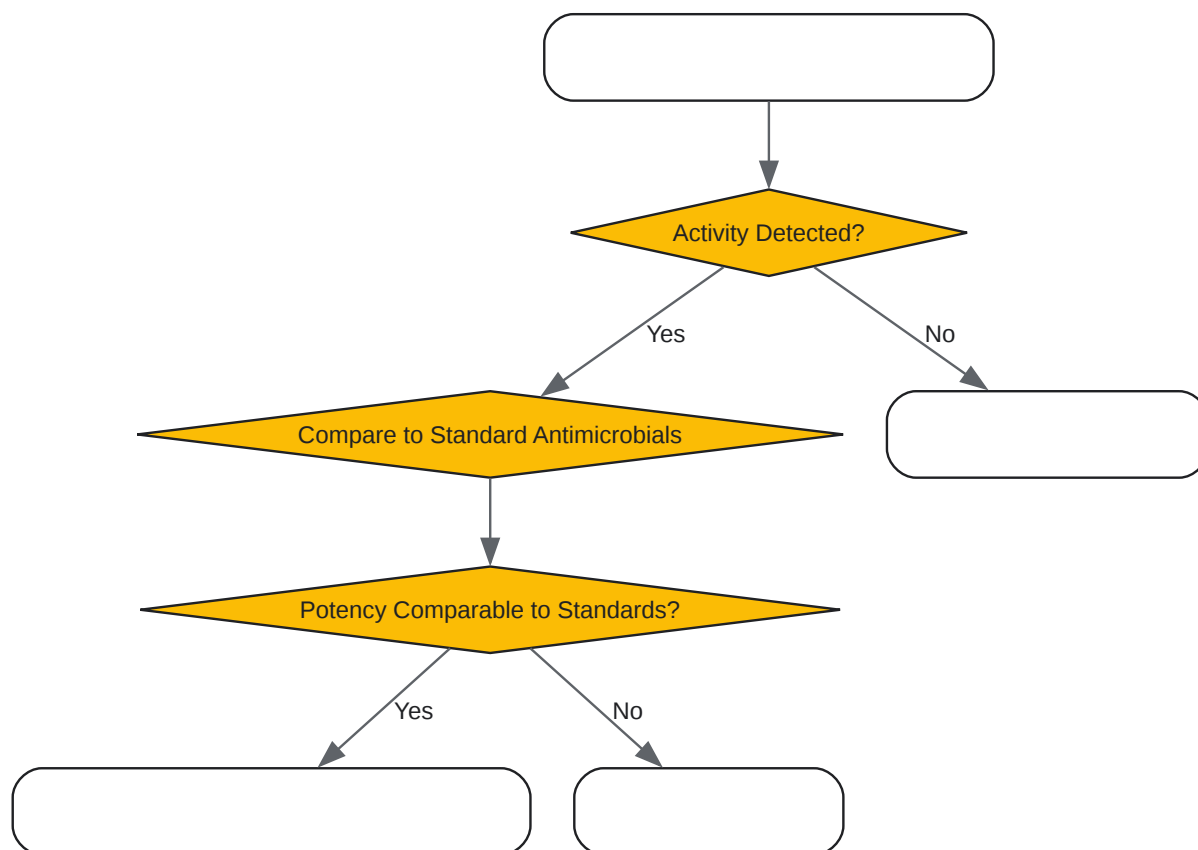 Activity Detected?
Yes
No
Compare to Standard Antimicrobials
Potency Comparable to Standards?
Yes
No